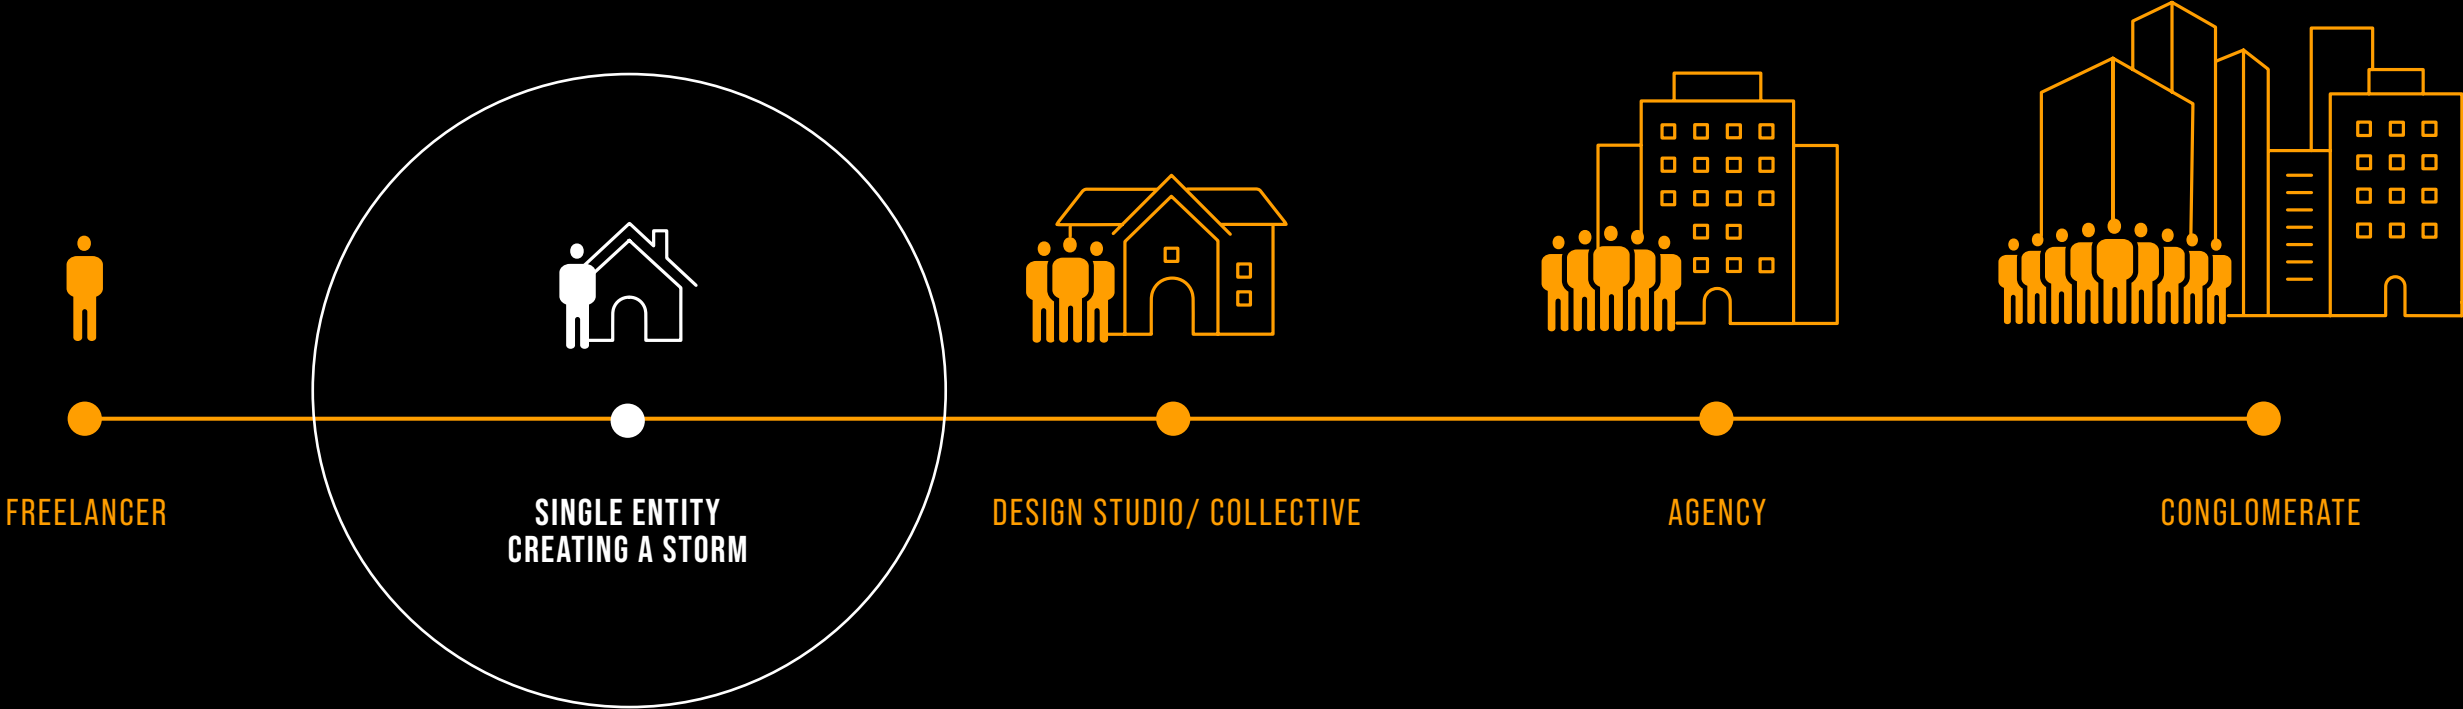 FREELANCER
SINGLE ENTITY
CREATING A STORM
DESIGN STUDIO/ COLLECTIVE
AGENCY
CONGLOMERATE